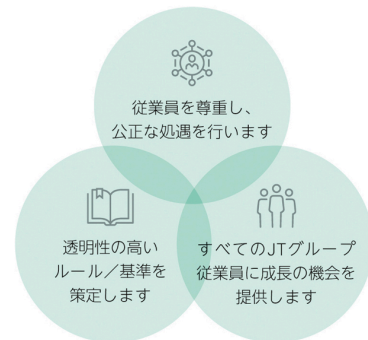 従業員を尊重し、
公正な処遇を行います
透明性の高い
ルール／基準を
策定します
すべてのJTグループ
従業員に成長の機会を
提供します